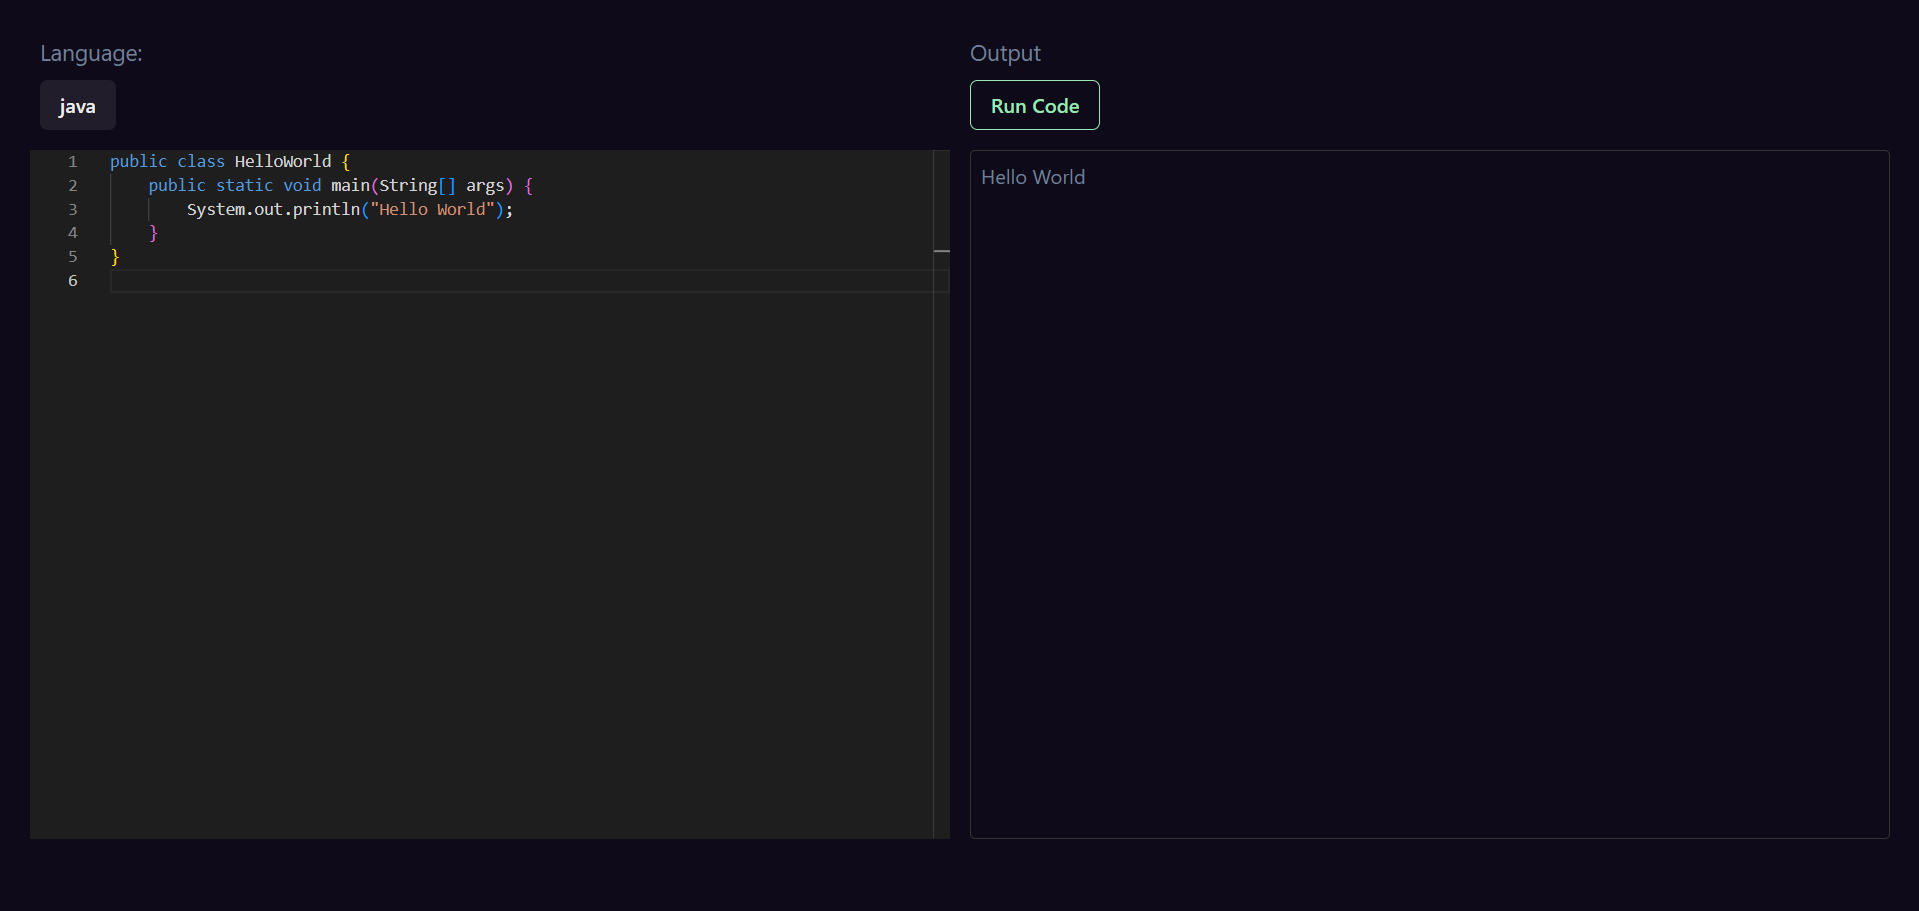 Language:
java
1 public class HelloWorld {
2     public static void main(String[] args) {
3         System.out.println("Hello World");
4     }
5 }
6
Output
Run Code
Hello World